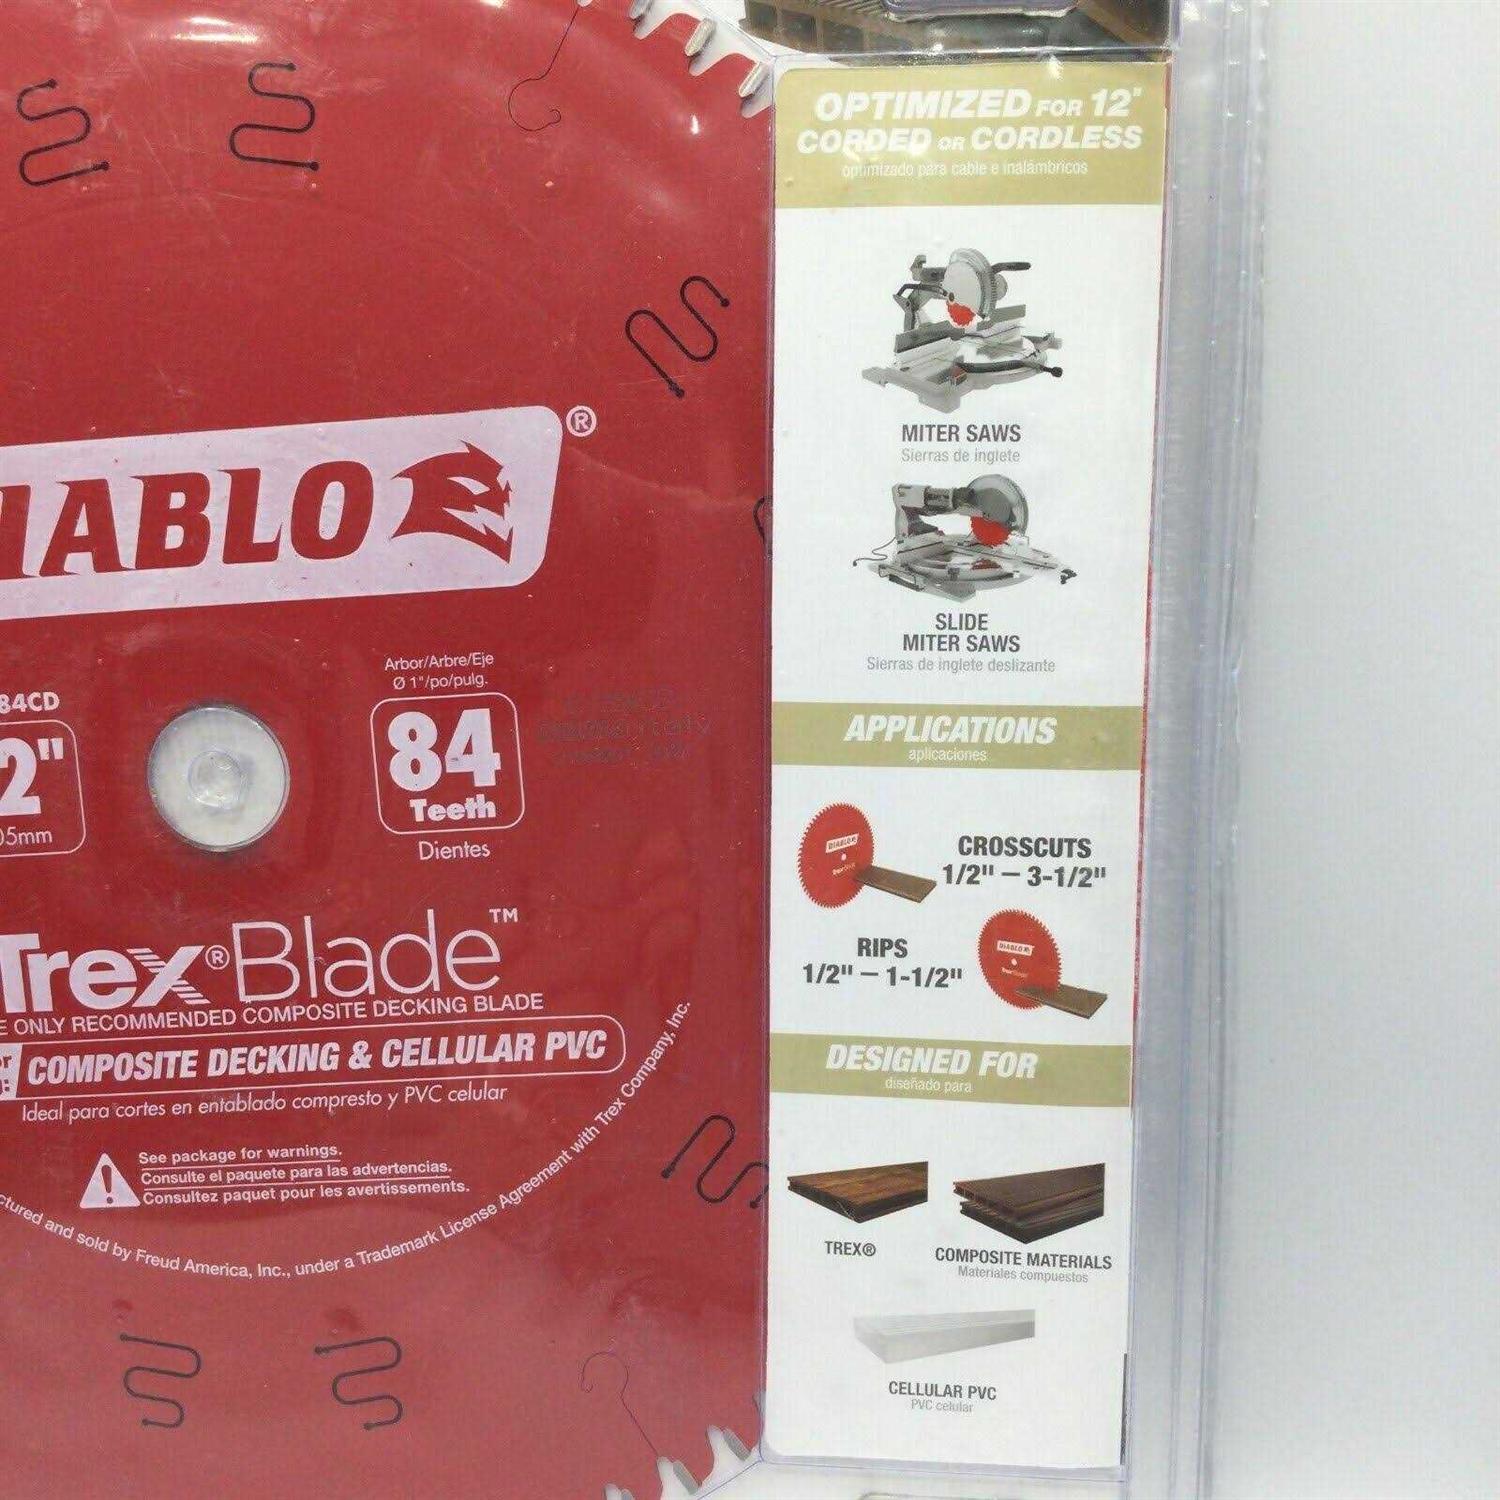 OPTIMIZED FOR 12"
CORDED OR CORDLESS
optimizado para cable e inalámbricos
MITER SAWS
Sierras de inglete
SLIDE
MITER SAWS
Sierras de inglete deslizante
APPLICATIONS
aplicaciones
CROSSCUTS
1/2" – 3-1/2"
RIPS
1/2" – 1-1/2"
DESIGNED FOR
diseñado para
TREX®
COMPOSITE MATERIALS
Materiales compuestos
CELLULAR PVC
PVC celular
IABLO ®
84CD
2"
05mm
Arbor/Arbre/Eje
Ø 1"/po/pulg.
84
Teeth
Dientes
Italy
Trex® Blade™
E ONLY RECOMMENDED COMPOSITE DECKING BLADE
COMPOSITE DECKING & CELLULAR PVC
Ideal para cortes en entablado compresto y PVC celular
See package for warnings.
Consulte el paquete para las advertencias.
Consultez paquet pour les avertissements.
ctured and sold by Freud America, Inc., under a Trademark License Agreement with Trex Company, Inc.
DIABLO
DIABLO